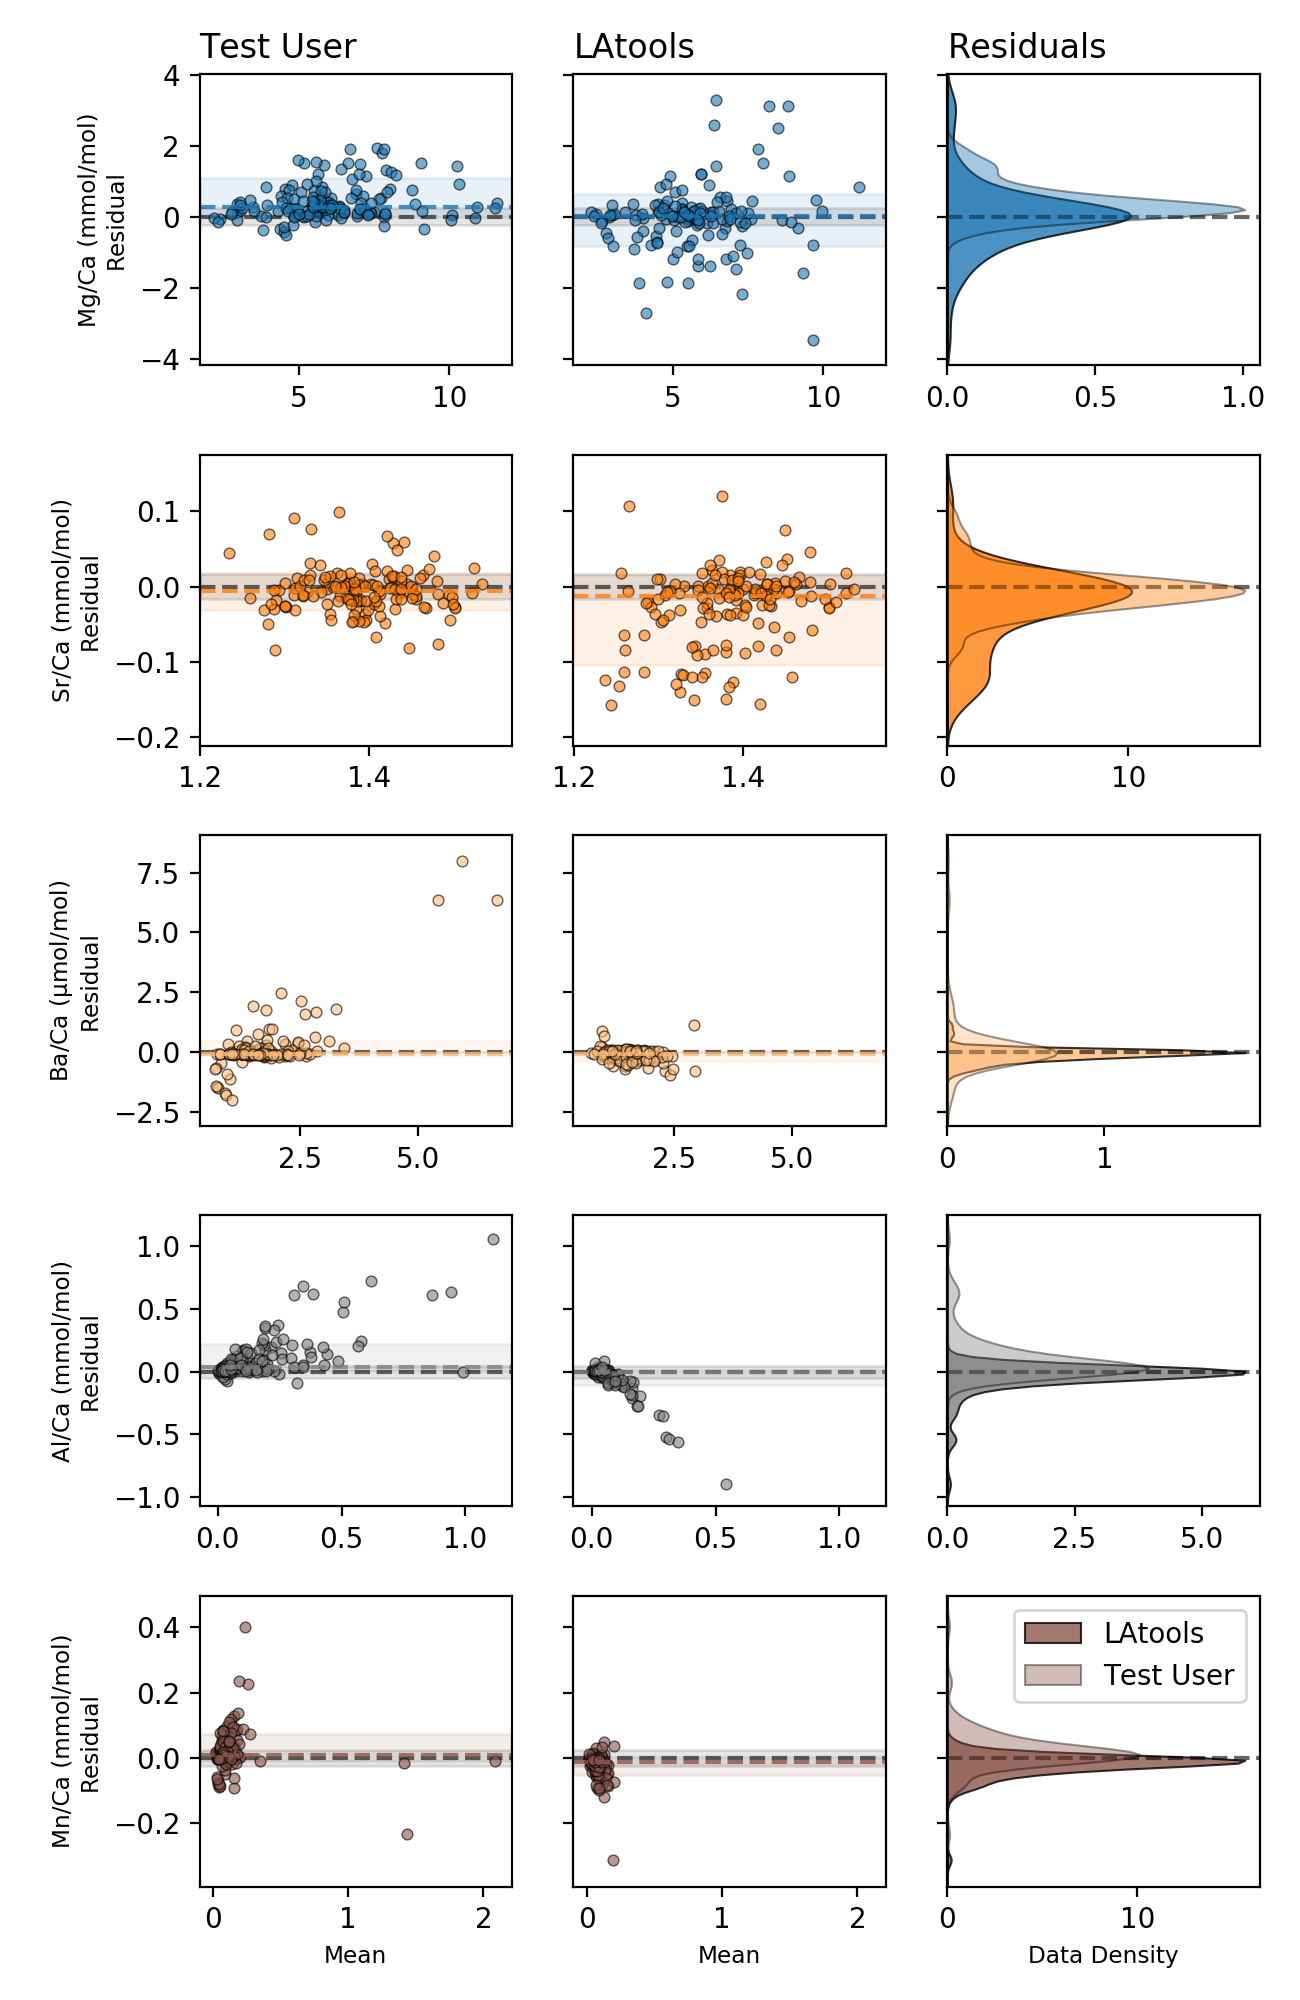 Test User LAtools Residuals
Mg/Ca (mmol/mol)
Residual
4
2
0
−2
−4
5 10 5 10 0.0 0.5 1.0
Sr/Ca (mmol/mol)
Residual
0.1
0.0
−0.1
−0.2
1.2 1.4 1.2 1.4 0 10
Ba/Ca (μmol/mol)
Residual
7.5
5.0
2.5
0.0
−2.5
2.5 5.0 2.5 5.0 0 1
Al/Ca (mmol/mol)
Residual
1.0
0.5
0.0
−0.5
−1.0
0.0 0.5 1.0 0.0 0.5 1.0 0.0 2.5 5.0
Mn/Ca (mmol/mol)
Residual
0.4
0.2
0.0
−0.2
LAtools
Test User
0 1 2 0 1 2 0 10
Mean Mean Data Density